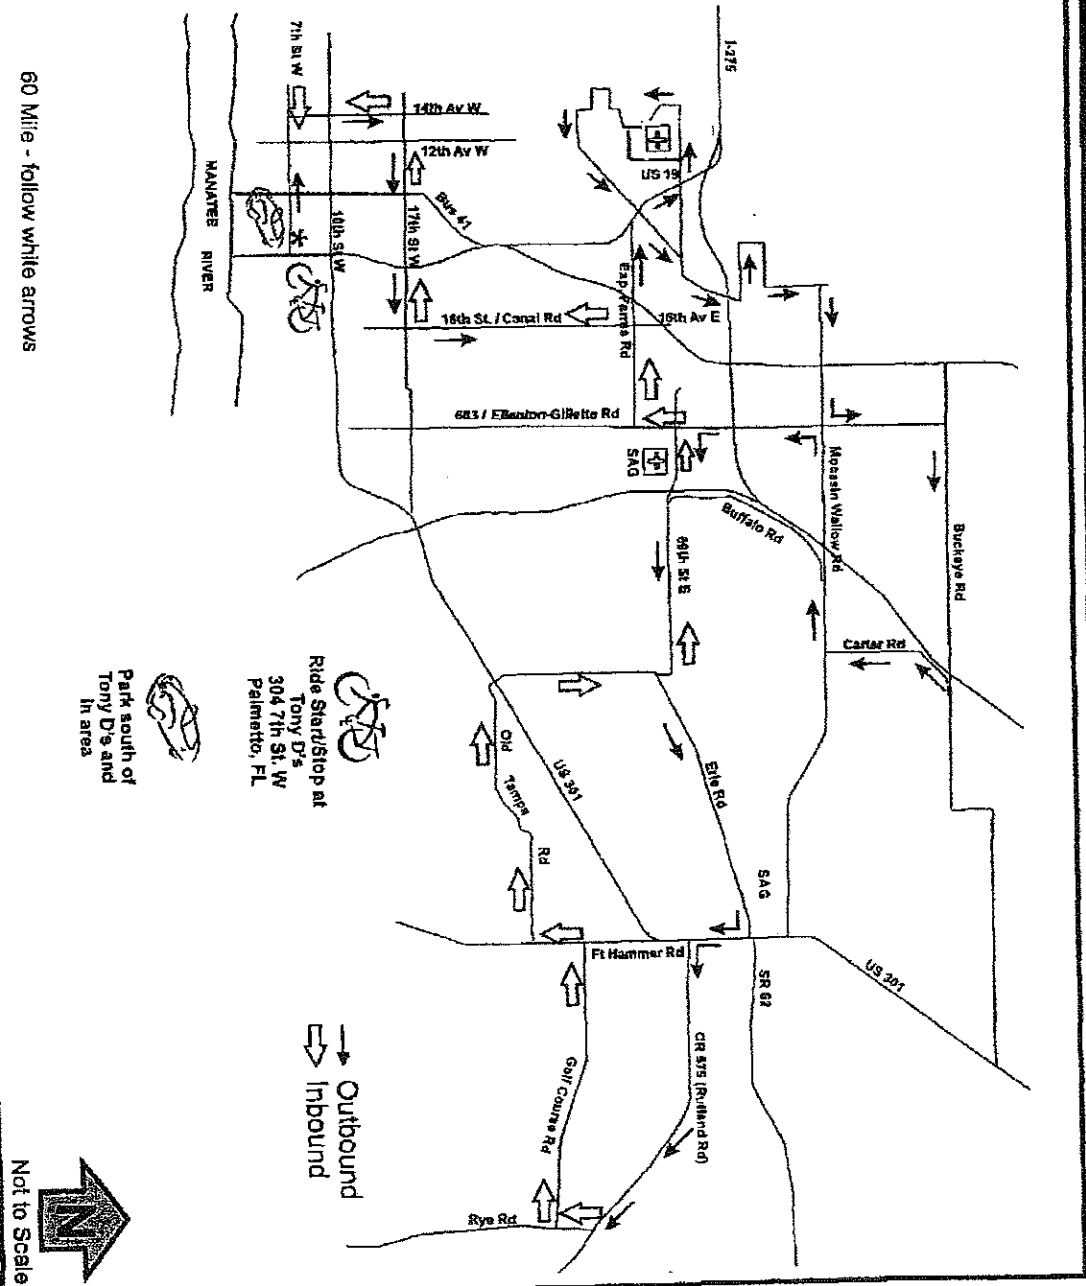 60 Mile - follow white arrows
MANATEE
RIVER
7th St W
10th St W
14th Av W
12th Av W
17th St W
Bus 41
16th St. / Canal Rd
16th Av E
Exp. Farms Rd
US 19
I-275
683 / Ellenton-Gillette Rd
SAG
Mocasin Wallow Rd
Buffalo Rd
Buckeye Rd
69th St E
Carter Rd
Erie Rd
US 301
Old
Tampa
Rd
SAG
Ft Hammer Rd
SR 62
US 301
CR 675 (Rutland Rd)
Golf Course Rd
Rye Rd
Ride Start/Stop at
Tony D's
304 7th St. W
Palmetto, FL
Park south of
Tony D's and
in area
Outbound
Inbound
N
Not to Scale